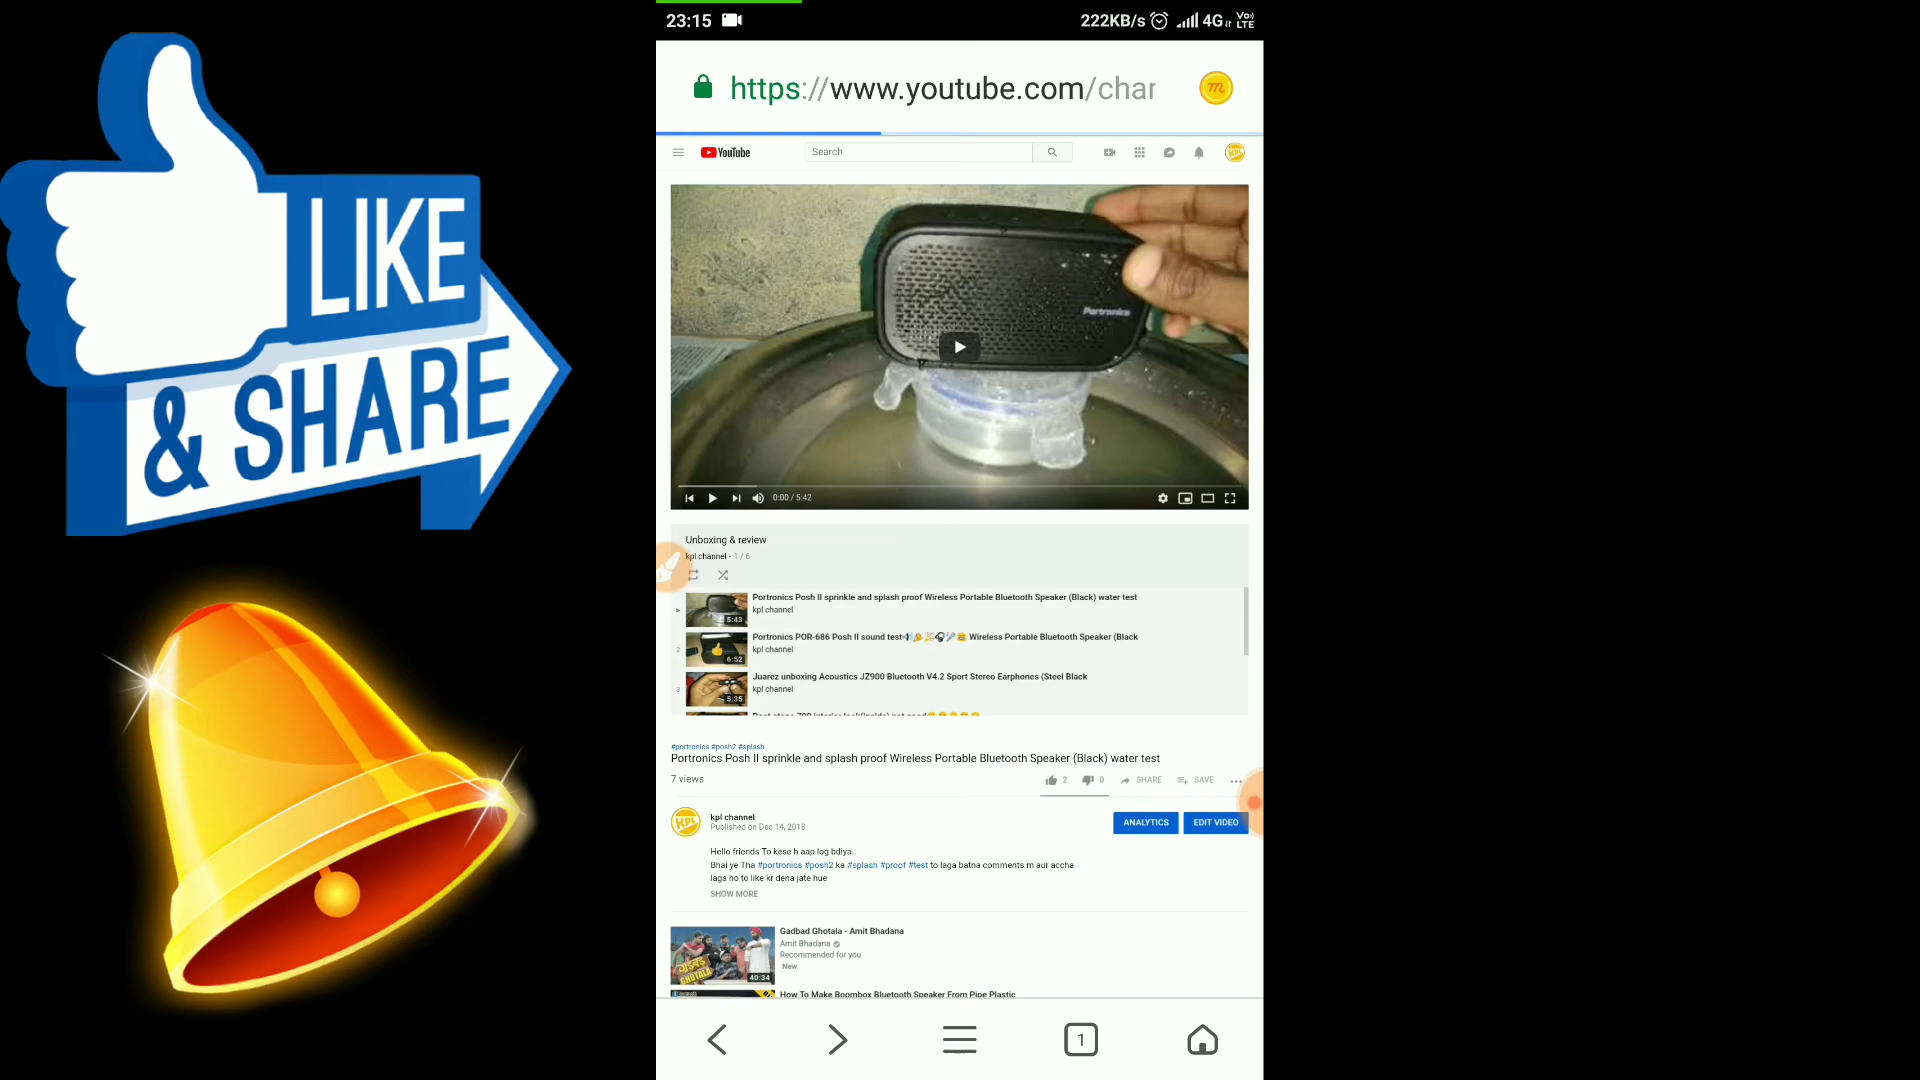 LIKE
& SHARE
23:15
222KB/s 4G Vo) LTE
https://www.youtube.com/char
YouTube
Search
KPL
Portronics
0:00 / 5:42
Unboxing & review
kpl channel - 1 / 6
Portronics Posh II sprinkle and splash proof Wireless Portable Bluetooth Speaker (Black) water test
kpl channel
5:43
2
Portronics POR-686 Posh II sound test🔊🎉🎧🎤 Wireless Portable Bluetooth Speaker (Black
kpl channel
6:52
3
Juarez unboxing Acoustics JZ900 Bluetooth V4.2 Sport Stereo Earphones (Steel Black
kpl channel
5:35
#portronics #posh2 #splash
Portronics Posh II sprinkle and splash proof Wireless Portable Bluetooth Speaker (Black) water test
7 views
2 0 SHARE SAVE
KPL
kpl channel
Published on Dec 14, 2018
ANALYTICS EDIT VIDEO
Hello friends To kese h aap log bdiya..
Bhai ye Tha #portronics #posh2 ka #splash #proof #test to laga batna comments m aur accha
laga ho to like kr dena jate hue
SHOW MORE
Gadbad Ghotala - Amit Bhadana
Amit Bhadana
Recommended for you
New
GHOTALA
40:34
How To Make Boombox Bluetooth Speaker From Pipe Plastic
1